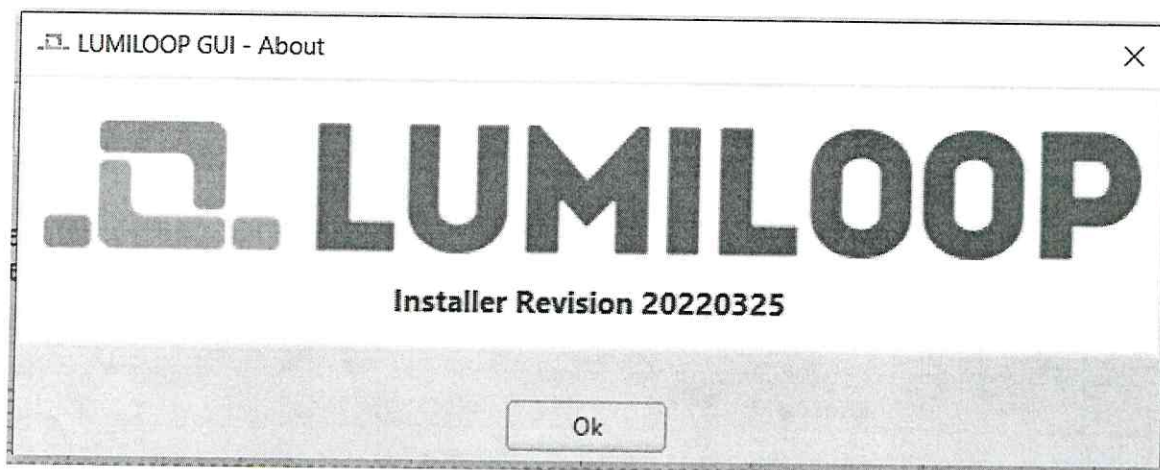 LUMILOOP GUI - About
LUMILOOP
Installer Revision 20220325
Ok